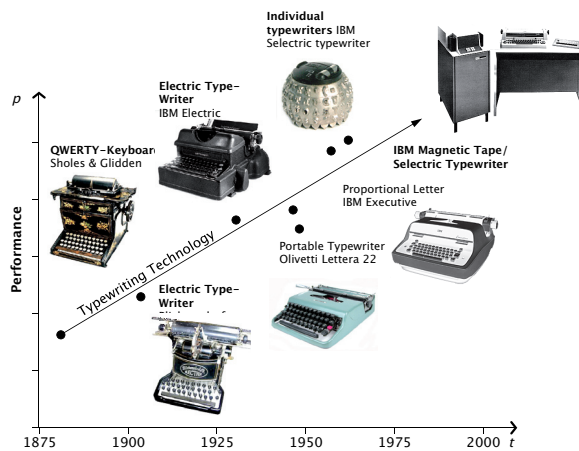 Individual
typewriters IBM
Selectric typewriter
Electric Type-
Writer
IBM Electric
p
QWERTY-Keyboar
Sholes & Glidden
IBM Magnetic Tape/
Selectric Typewriter
Proportional Letter
IBM Executive
Portable Typewriter
Olivetti Lettera 22
Typewriting Technology
Performance
Electric Type-
Writer
1875 1900 1925 1950 1975 2000 t